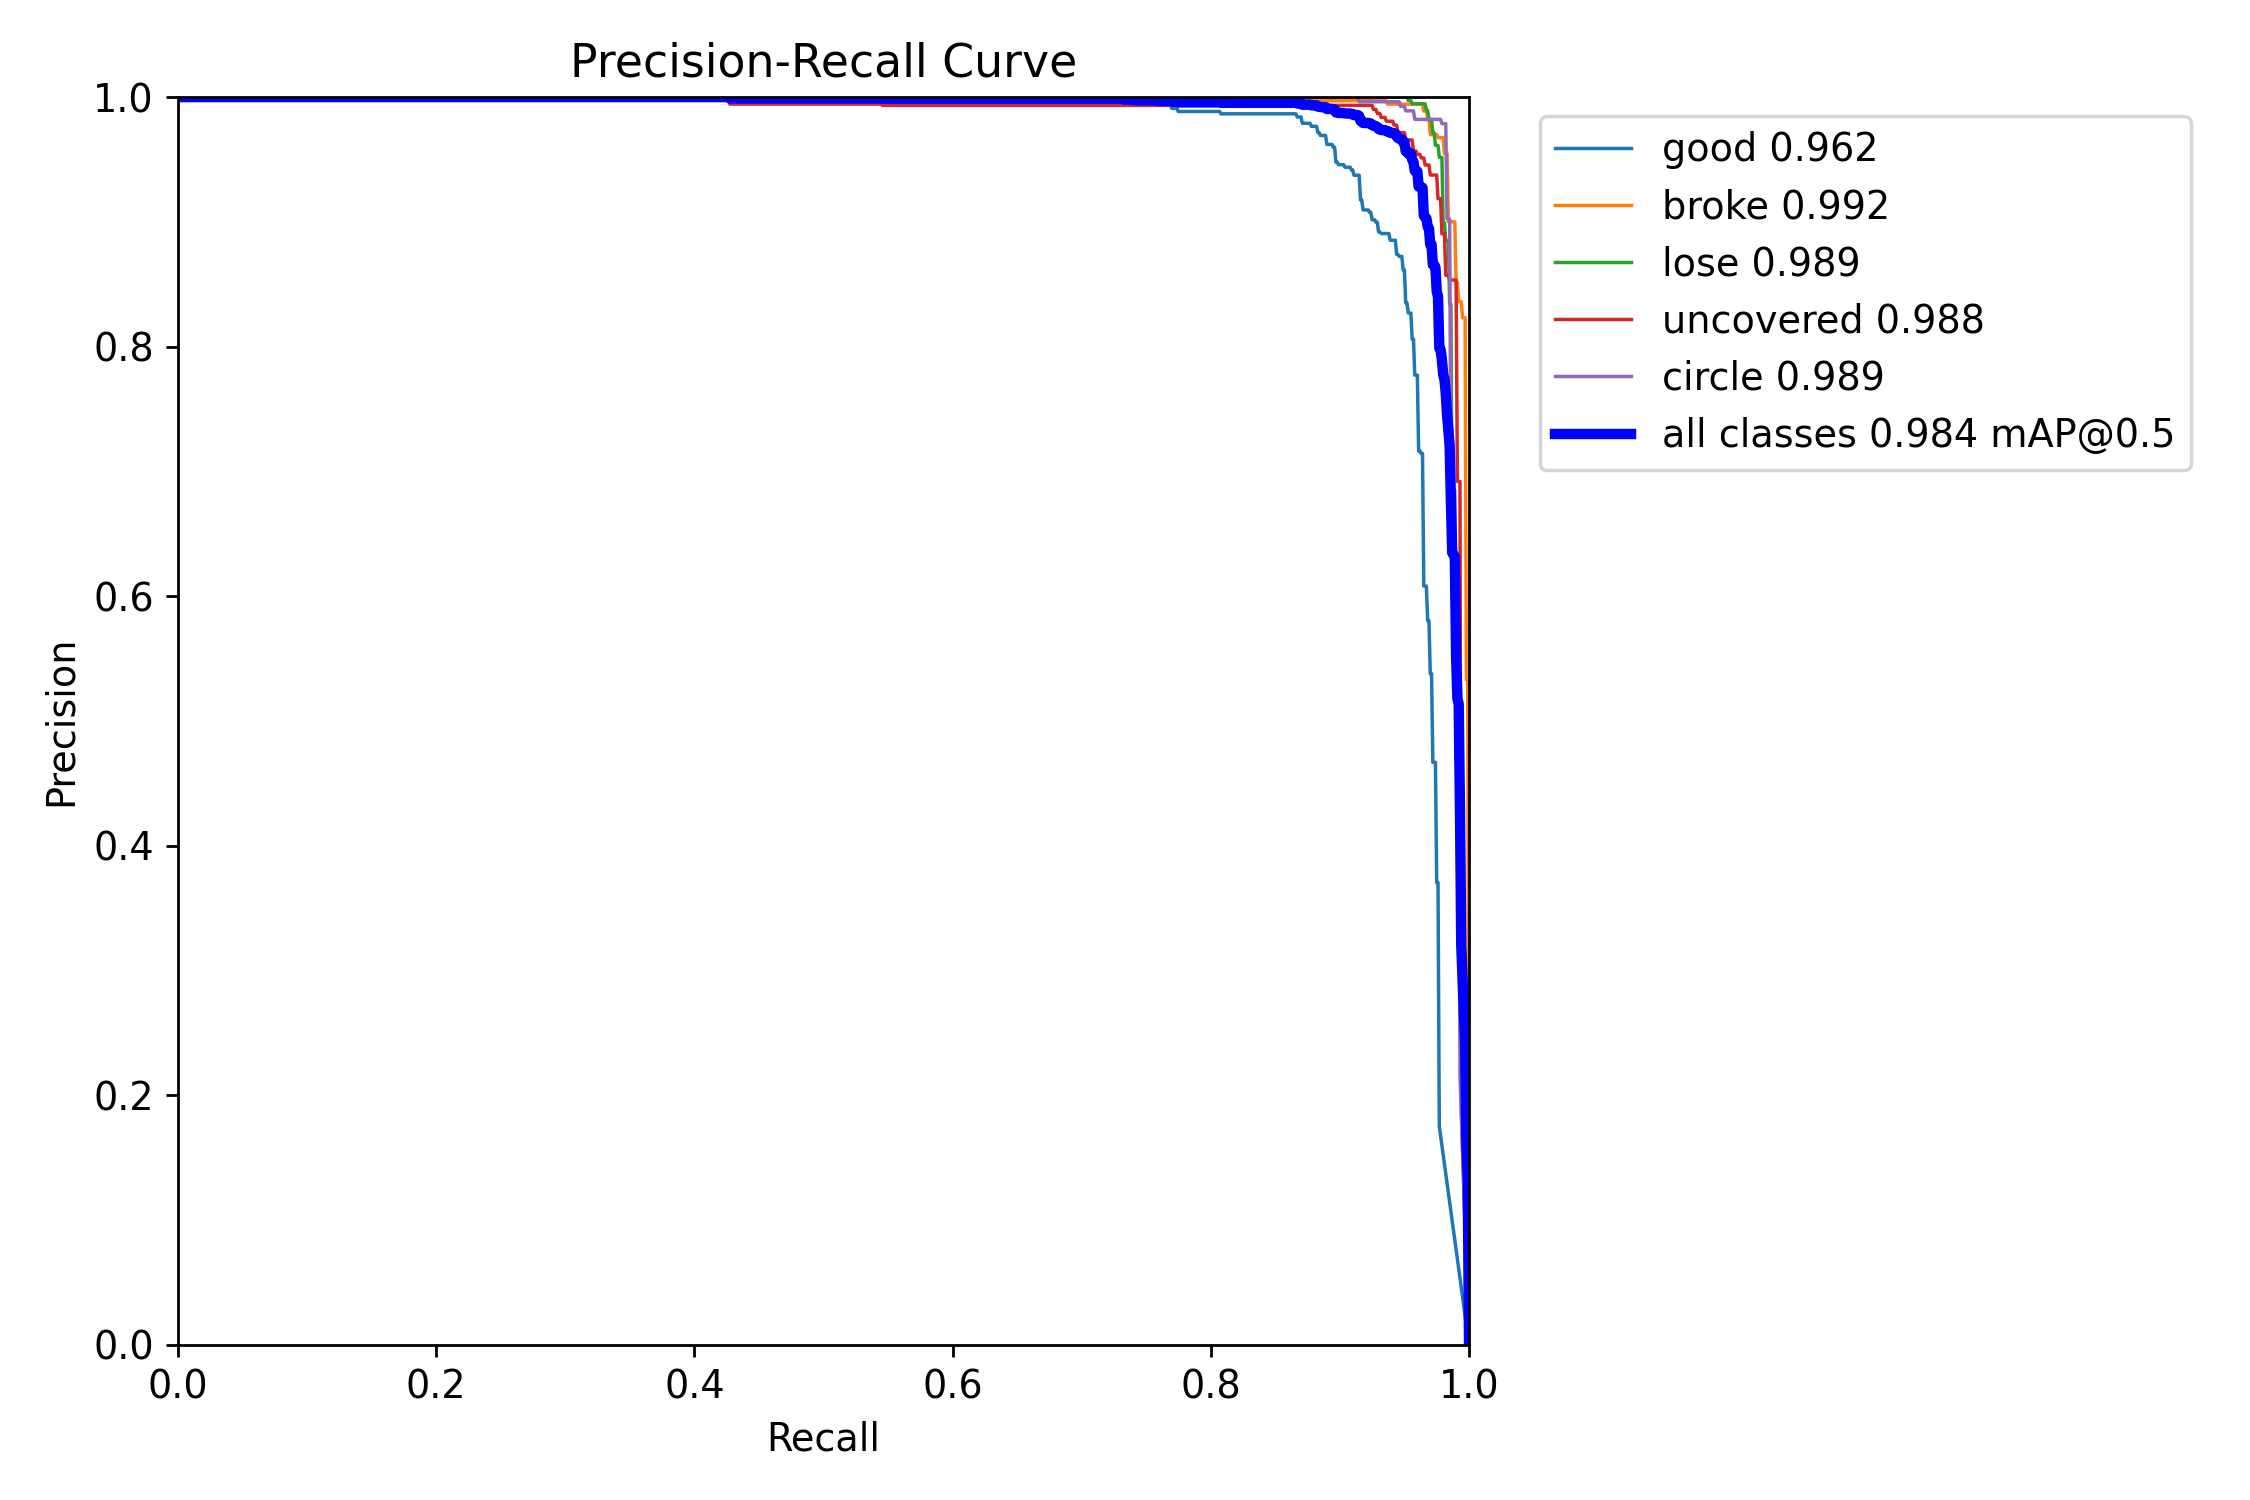 Precision-Recall Curve
1.0
0.8
0.6
0.4
0.2
0.0
Precision
0.0 0.2 0.4 0.6 0.8 1.0
Recall
good 0.962
broke 0.992
lose 0.989
uncovered 0.988
circle 0.989
all classes 0.984 mAP@0.5